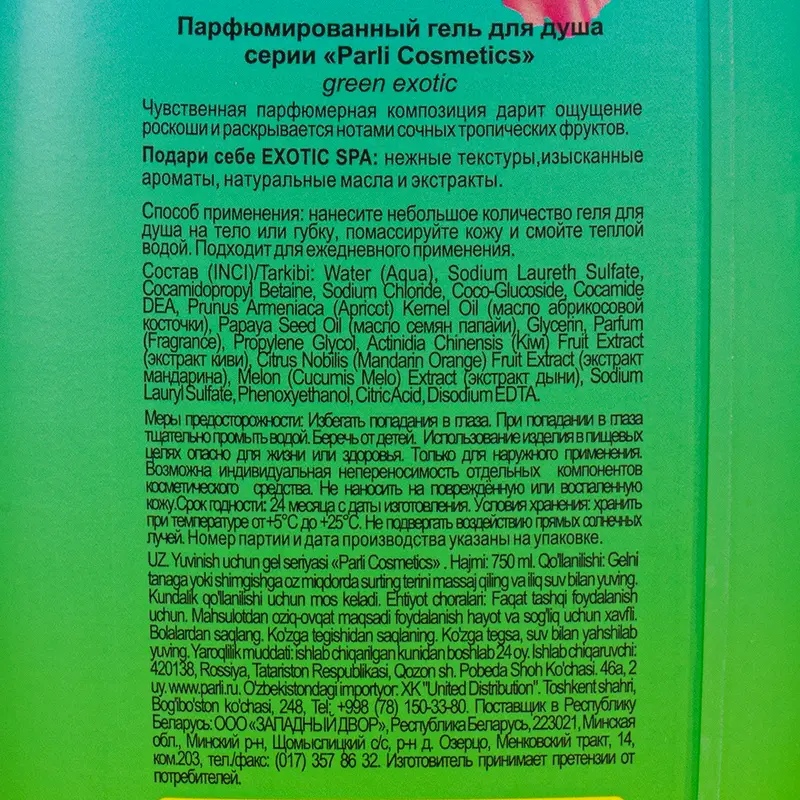 Парфюмированный гель для душа
серии «Parli Cosmetics»
green exotic
Чувственная парфюмерная композиция дарит ощущение
роскоши и раскрывается нотами сочных тропических фруктов.
Подари себе EXOTIC SPA: нежные текстуры,изысканные
ароматы, натуральные масла и экстракты.
Способ применения: нанесите небольшое количество геля для
душа на тело или губку, помассируйте кожу и смойте теплой
водой. Подходит для ежедневного применения.
Состав (INCI)/Tarkibi: Water (Aqua), Sodium Laureth Sulfate,
Cocamidopropyl Betaine, Sodium Chloride, Coco-Glucoside, Cocamide
DEA, Prunus Armeniaca (Apricot) Kernel Oil (масло абрикосовой
косточки), Papaya Seed Oil (масло семян папайи), Glycerin, Parfum
(Fragrance), Propylene Glycol, Actinidia Chinensis (Kiwi) Fruit Extract
(экстракт киви), Citrus Nobilis (Mandarin Orange) Fruit Extract (экстракт
мандарина), Melon (Cucumis Melo) Extract (экстракт дыни), Sodium
Lauryl Sulfate, Phenoxyethanol, Citric Acid, Disodium EDTA.
Меры предосторожности: Избегать попадания в глаза. При попадании в глаза
тщательно промыть водой. Беречь от детей. Использование изделия в пищевых
целях опасно для жизни или здоровья. Только для наружного применения.
Возможна индивидуальная непереносимость отдельных компонентов
косметического средства. Не наносить на повреждённую или воспаленную
кожу.Срок годности: 24 месяца с даты изготовления. Условия хранения: хранить
при температуре от+5°С до +25°С. Не подвергать воздействию прямых солнечных
лучей. Номер партии и дата производства указаны на упаковке.
UZ. Yuvinish uchun gel seriyasi «Parli Cosmetics» . Hajmi: 750 ml. Qo'llanilishi: Gelni
tanaga yoki shimgishga oz miqdorda surting terini massaj qiling va iliq suv bilan yuving.
Kundalik qo'llanilishi uchun mos keladi. Ehtiyot choralari: Faqat tashqi foydalanish
uchun. Mahsulotdan oziq-ovqat maqsadi foydalanish hayot va sog'liq uchun xavfli.
Bolalardan saqlang. Ko'zga tegishidan saqlaning. Ko'zga tegsa, suv bilan yahshilab
yuving. Yaroqlilik muddati: ishlab chiqarilgan kunidan boshlab 24 oy. Ishlab chiqaruvchi:
420138, Rossiya, Tatariston Respublikasi, Qozon sh. Pobeda Shoh Ko'chasi. 46a, 2
uy. www.parli.ru. O'zbekistondagi importyor: XK "United Distribution". Toshkent shahri,
Bog'ibo'ston ko'chasi, 248, Tel: +998 (78) 150-33-80. Поставщик в Республику
Беларусь: ООО «ЗАПАДНЫЙ ДВОР», Республика Беларусь, 223021, Минская
обл., Минский р-н, Щомыслицкий с/с, р-н д. Озерцо, Менковский тракт, 14,
ком.203, тел./факс: (017) 357 86 32. Изготовитель принимает претензии от
потребителей.